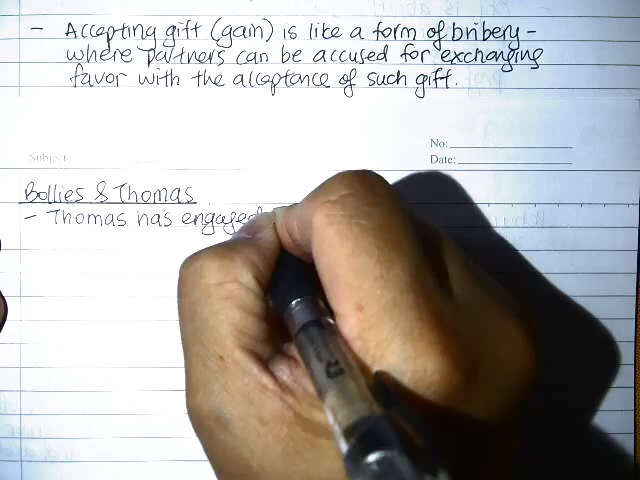 - Accepting gift (gain) is like a form of bribery -
where partners can be accused for exchanging
favor with the acceptance of such gift.
No:
Subject
Date:
Bollies & Thomas
- Thomas has engaged